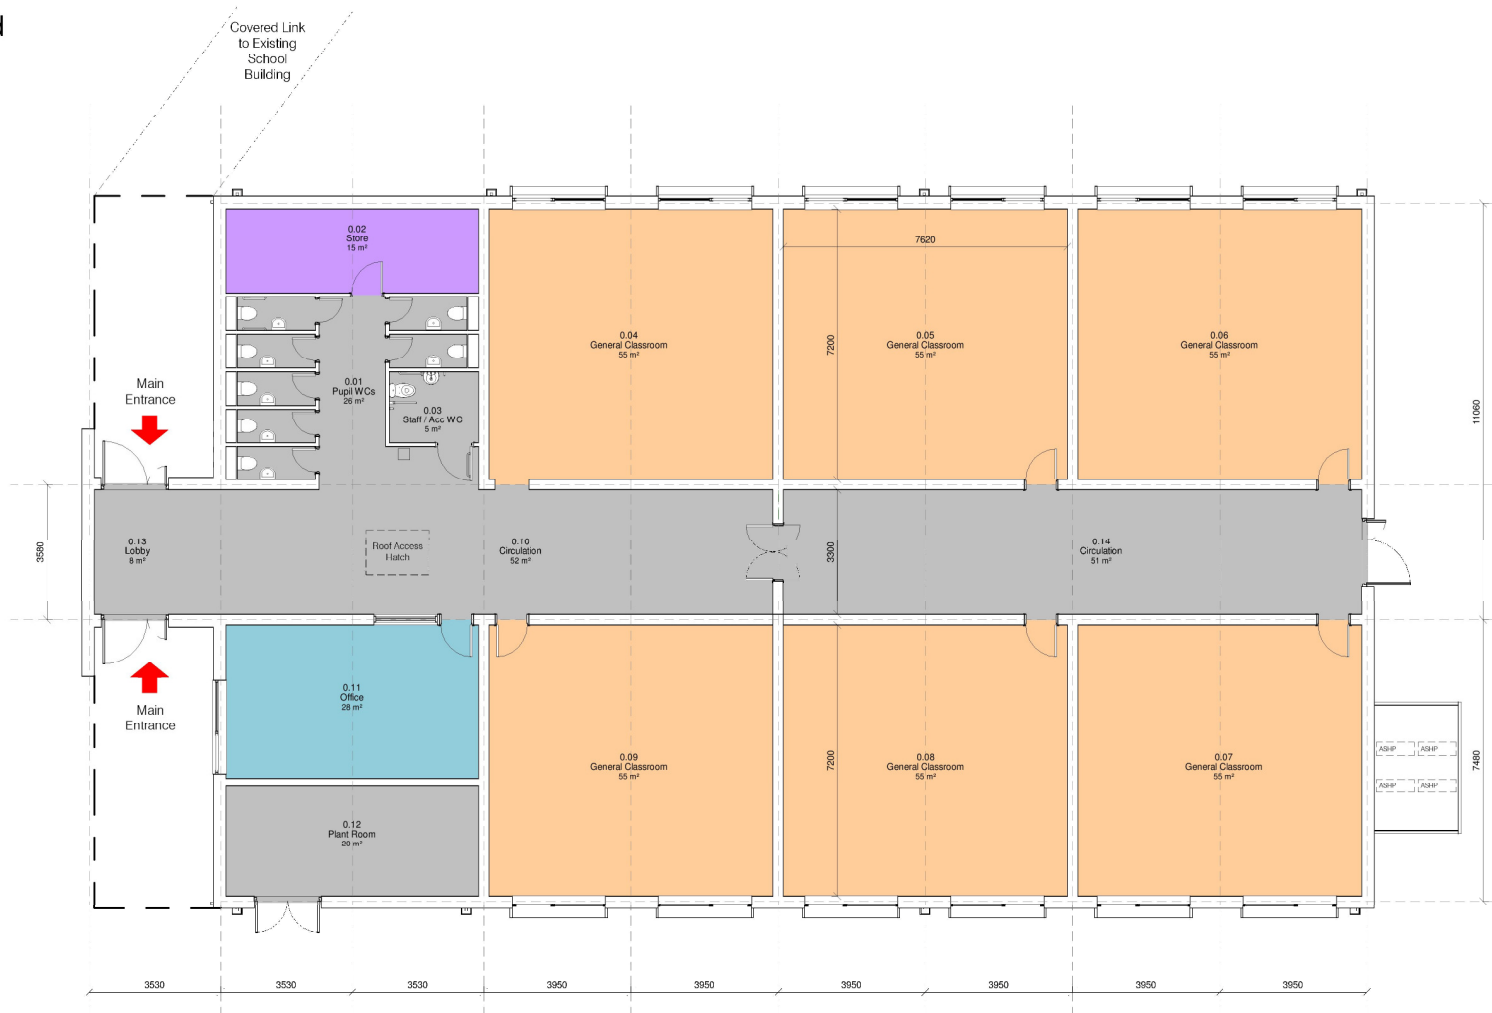 d
Covered Link
to Existing
School
Building
0.02
Store
15 m²
7620
0.04
General Classroom
55 m²
0.05
General Classroom
55 m²
0.06
General Classroom
55 m²
7200
Main
Entrance
0.01
Pupil WCs
26 m²
0.03
Staff / Acc WC
5 m²
11060
3580
0.13
Lobby
8 m²
Roof Access
Hatch
0.10
Circulation
52 m²
3300
0.14
Circulation
51 m²
Main
Entrance
0.11
Office
28 m²
0.12
Plant Room
20 m²
0.09
General Classroom
55 m²
7200
0.08
General Classroom
55 m²
0.07
General Classroom
55 m²
ASHP
ASHP
ASHP
ASHP
7480
3530
3530
3530
3950
3950
3950
3950
3950
3950